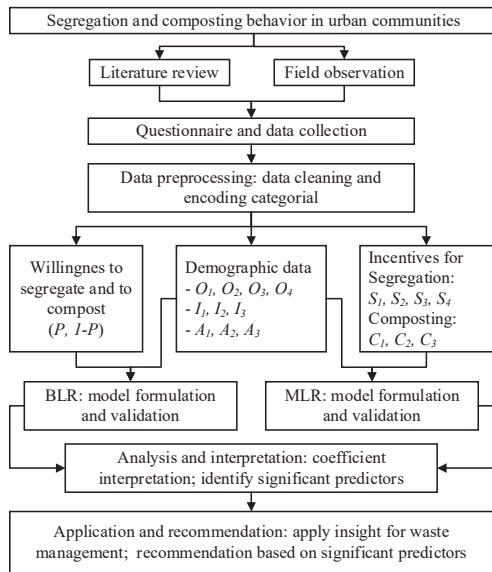 Segregation and composting behavior in urban communities
Literature review
Field observation
Questionnaire and data collection
Data preprocessing: data cleaning and
encoding categorial
Willingnes to
segregate and to
compost
(P, 1-P)
Demographic data
- O₁, O₂, O₃, O₄
- I₁, I₂, I₃
- A₁, A₂, A₃
Incentives for
Segregation:
S₁, S₂, S₃, S₄
Composting:
C₁, C₂, C₃
BLR: model formulation
and validation
MLR: model formulation
and validation
Analysis and interpretation: coefficient
interpretation; identify significant predictors
Application and recommendation: apply insight for waste
management; recommendation based on significant predictors